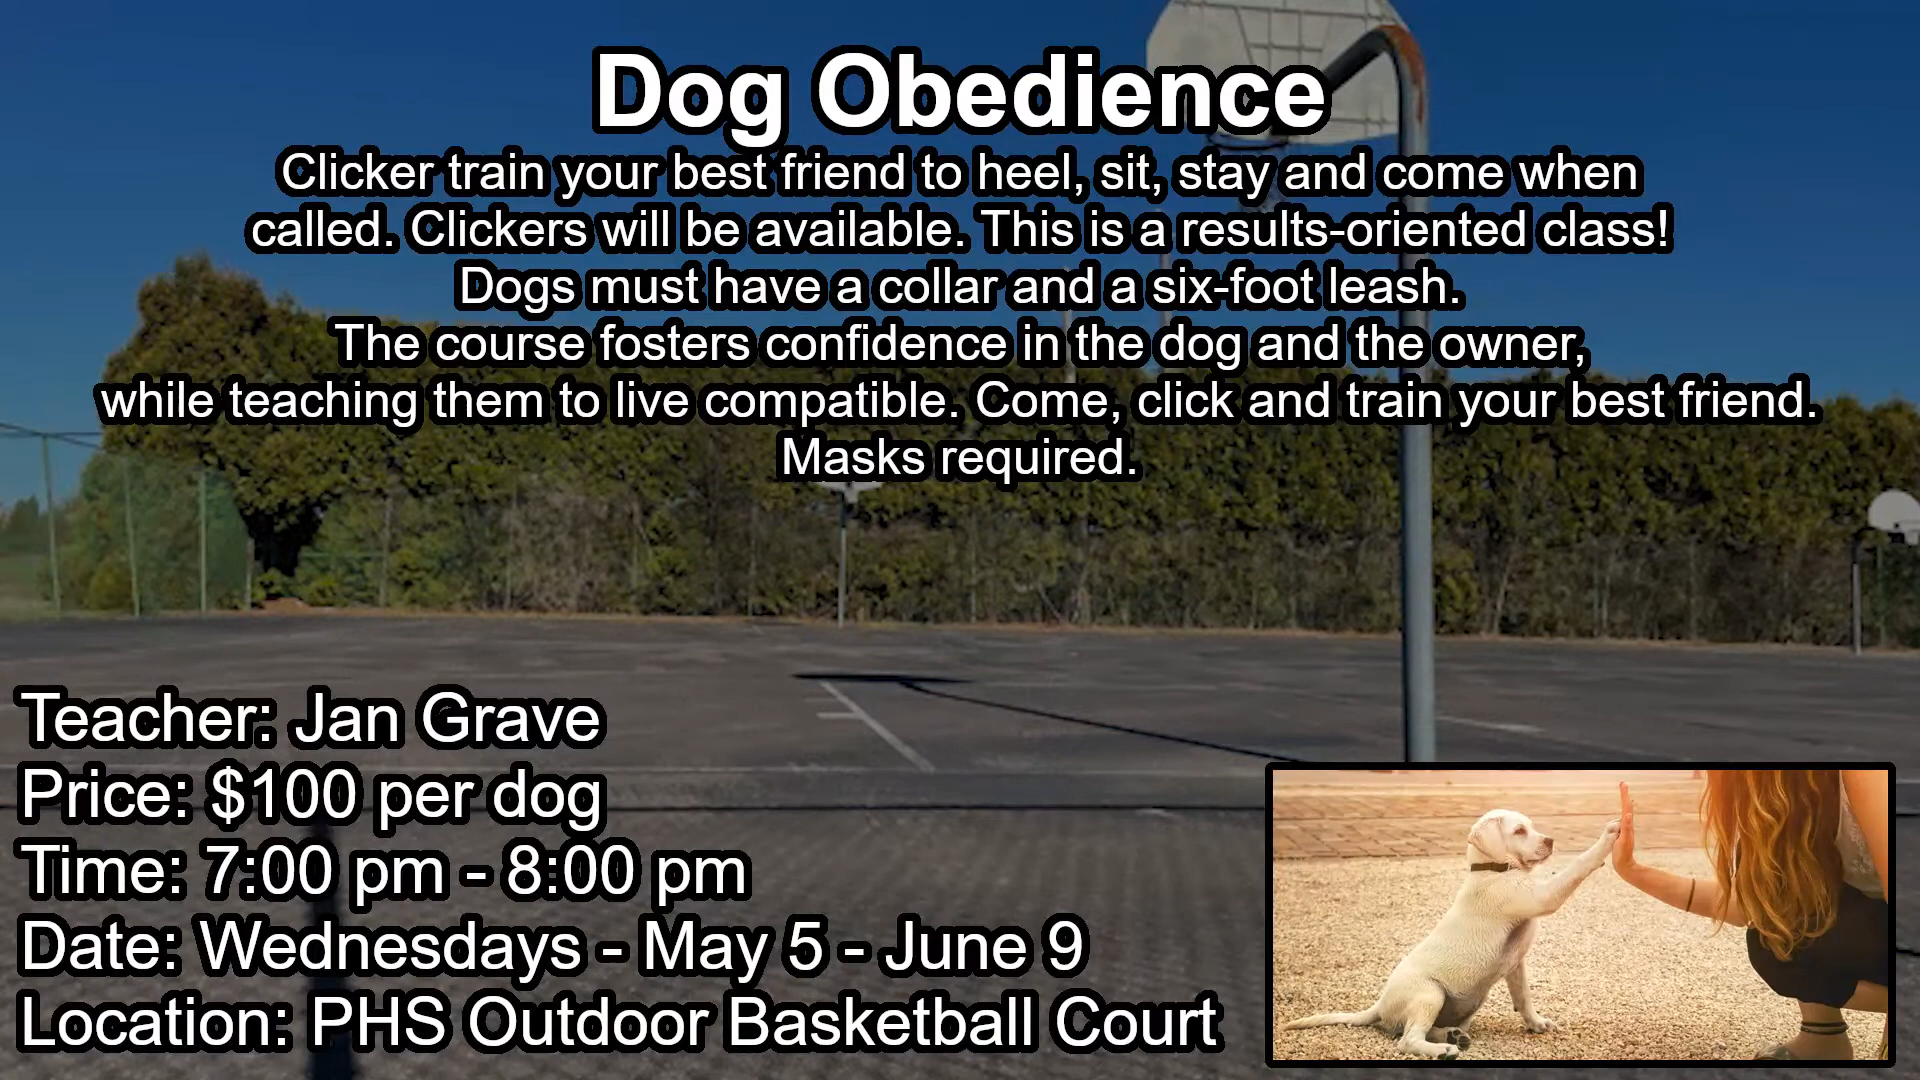 Dog Obedience
Clicker train your best friend to heel, sit, stay and come when
called. Clickers will be available. This is a results-oriented class!
Dogs must have a collar and a six-foot leash.
The course fosters confidence in the dog and the owner,
while teaching them to live compatible. Come, click and train your best friend.
Masks required.
Teacher: Jan Grave
Price: $100 per dog
Time: 7:00 pm - 8:00 pm
Date: Wednesdays - May 5 - June 9
Location: PHS Outdoor Basketball Court